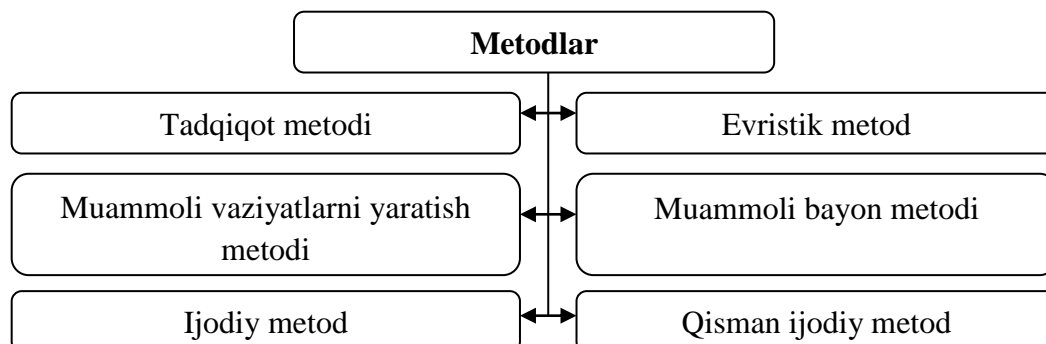 Metodlar
Tadqiqot metodi
Evristik metod
Muammoli vaziyatlarni yaratish
metodi
Muammoli bayon metodi
Ijodiy metod
Qisman ijodiy metod